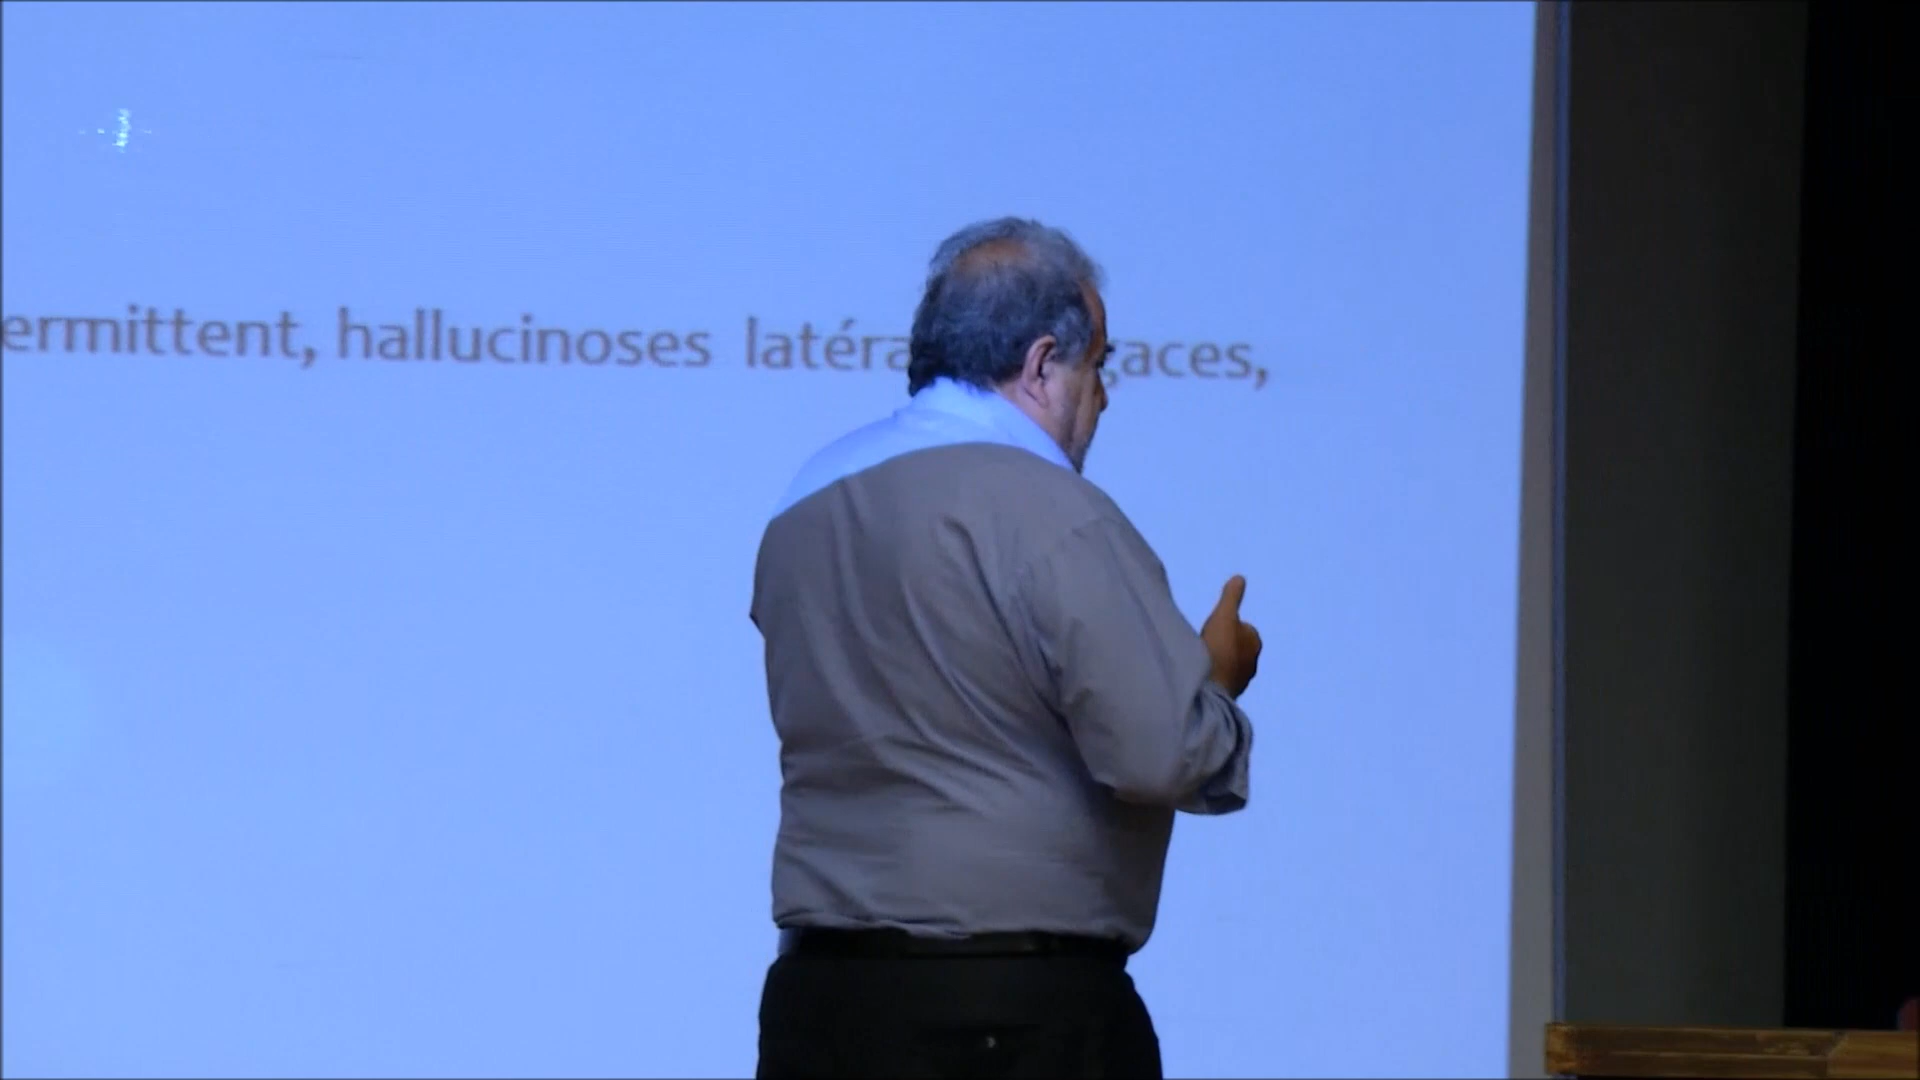 ermittent, hallucinoses latéra gaces,